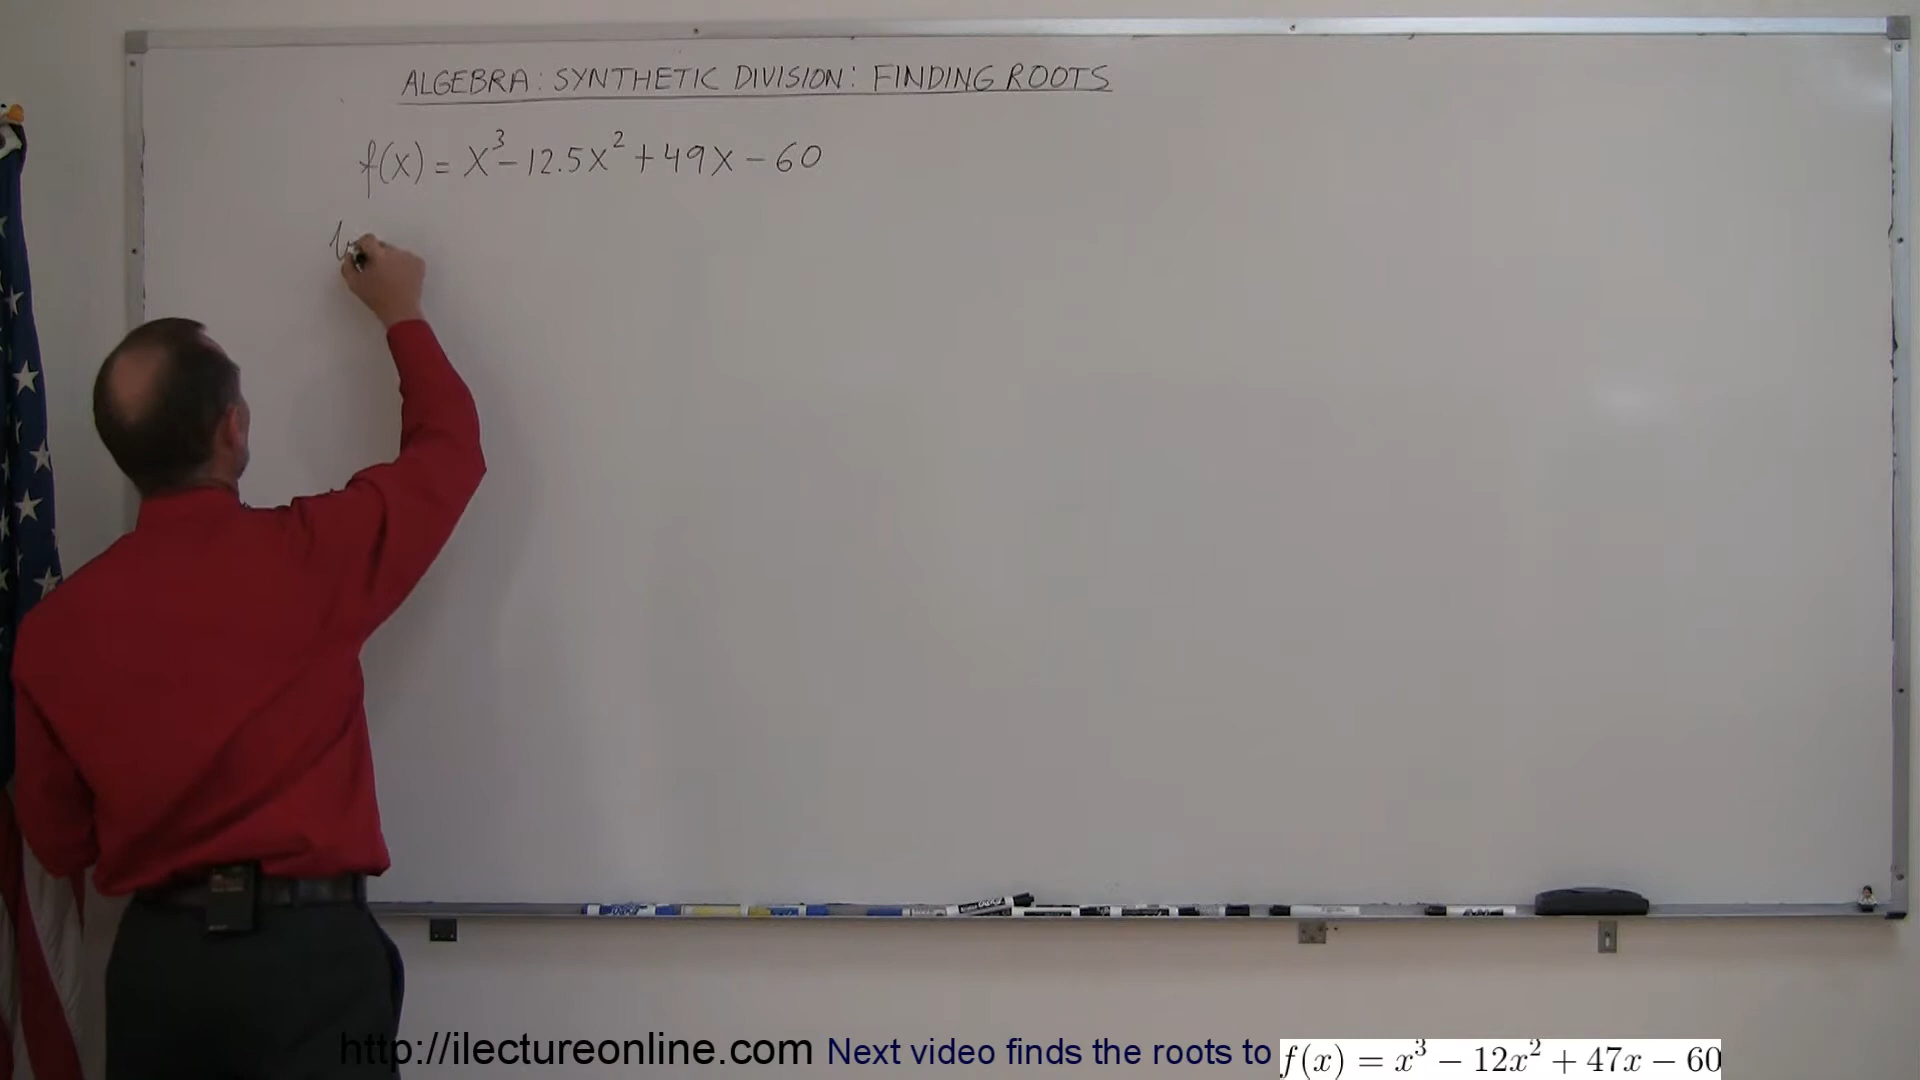 ALGEBRA: SYNTHETIC DIVISION: FINDING ROOTS
f(x) = x³ - 12.5x² + 49x - 60
http://ilectureonline.com Next video finds the roots to f(x) = x³ − 12x² + 47x − 60